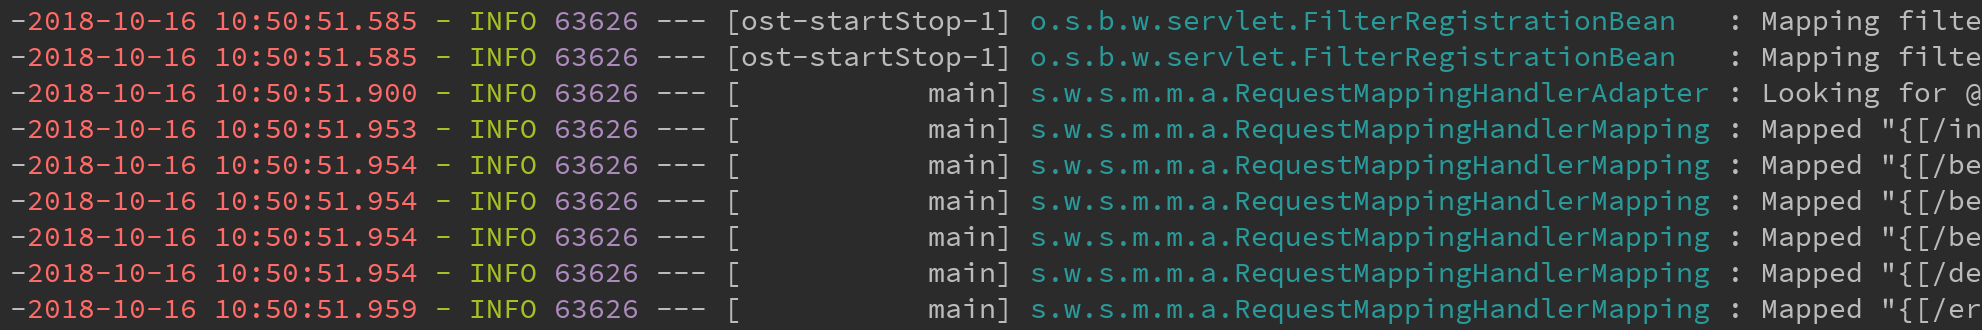 -2018-10-16 10:50:51.585 - INFO 63626 --- [ost-startStop-1] o.s.b.w.servlet.FilterRegistrationBean   : Mapping filte
-2018-10-16 10:50:51.585 - INFO 63626 --- [ost-startStop-1] o.s.b.w.servlet.FilterRegistrationBean   : Mapping filte
-2018-10-16 10:50:51.900 - INFO 63626 --- [           main] s.w.s.m.m.a.RequestMappingHandlerAdapter : Looking for @
-2018-10-16 10:50:51.953 - INFO 63626 --- [           main] s.w.s.m.m.a.RequestMappingHandlerMapping : Mapped "{[/in
-2018-10-16 10:50:51.954 - INFO 63626 --- [           main] s.w.s.m.m.a.RequestMappingHandlerMapping : Mapped "{[/be
-2018-10-16 10:50:51.954 - INFO 63626 --- [           main] s.w.s.m.m.a.RequestMappingHandlerMapping : Mapped "{[/be
-2018-10-16 10:50:51.954 - INFO 63626 --- [           main] s.w.s.m.m.a.RequestMappingHandlerMapping : Mapped "{[/be
-2018-10-16 10:50:51.954 - INFO 63626 --- [           main] s.w.s.m.m.a.RequestMappingHandlerMapping : Mapped "{[/de
-2018-10-16 10:50:51.959 - INFO 63626 --- [           main] s.w.s.m.m.a.RequestMappingHandlerMapping : Mapped "{[/er